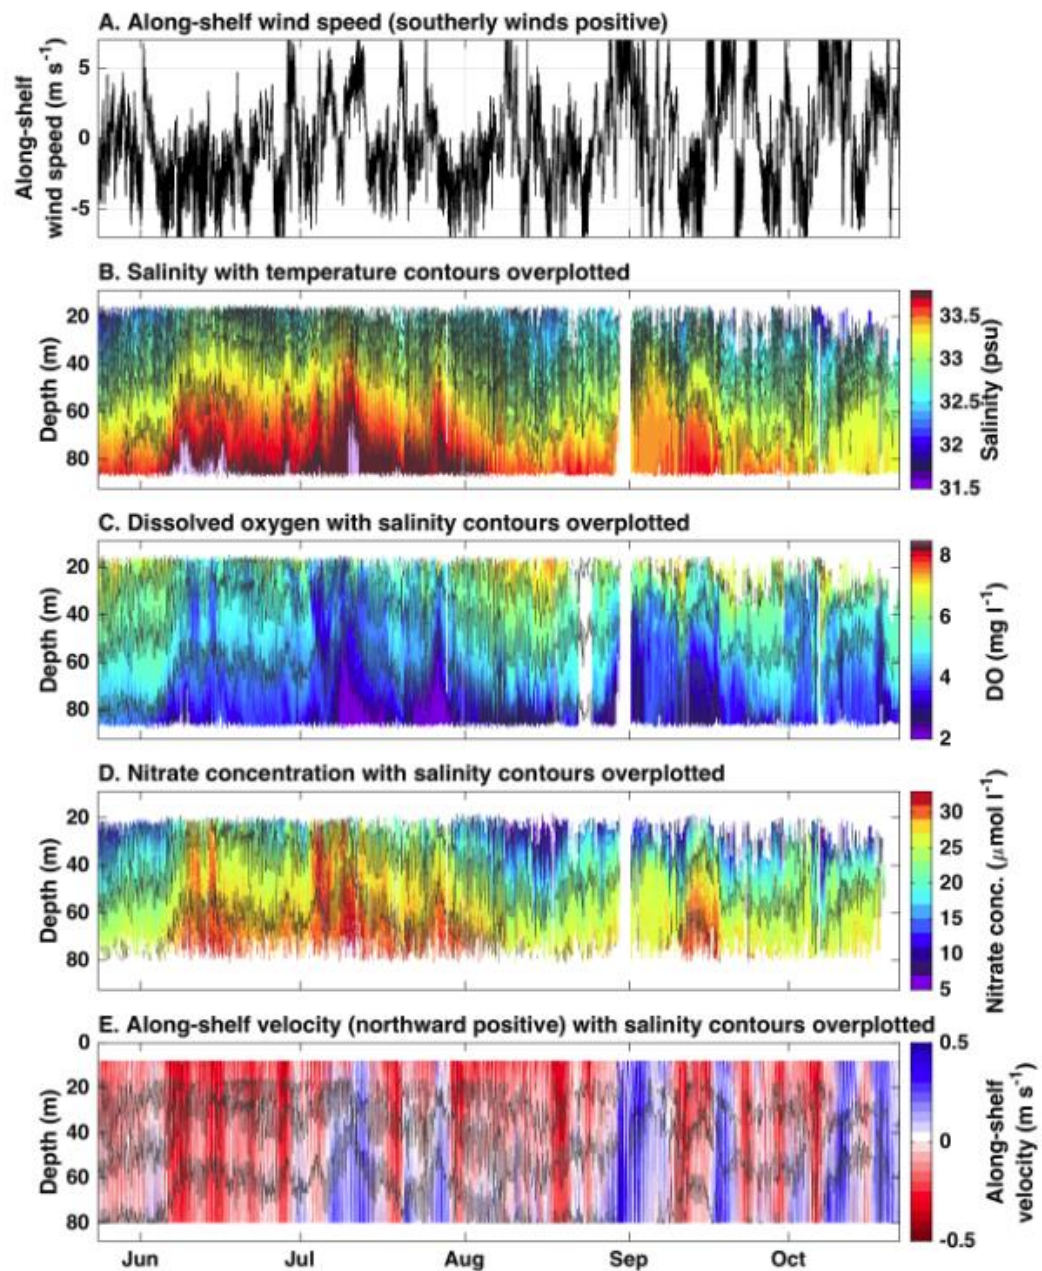 A. Along-shelf wind speed (southerly winds positive)
Along-shelf
wind speed (m s⁻¹)
5
0
-5
B. Salinity with temperature contours overplotted
Depth (m)
20
40
60
80
33.5
33
32.5
32
31.5
Salinity (psu)
C. Dissolved oxygen with salinity contours overplotted
Depth (m)
20
40
60
80
8
6
4
2
DO (mg l⁻¹)
D. Nitrate concentration with salinity contours overplotted
Depth (m)
20
40
60
80
30
25
20
15
10
5
Nitrate conc. (μmol l⁻¹)
E. Along-shelf velocity (northward positive) with salinity contours overplotted
Depth (m)
0
20
40
60
80
0.5
0
-0.5
Along-shelf
velocity (m s⁻¹)
Jun Jul Aug Sep Oct